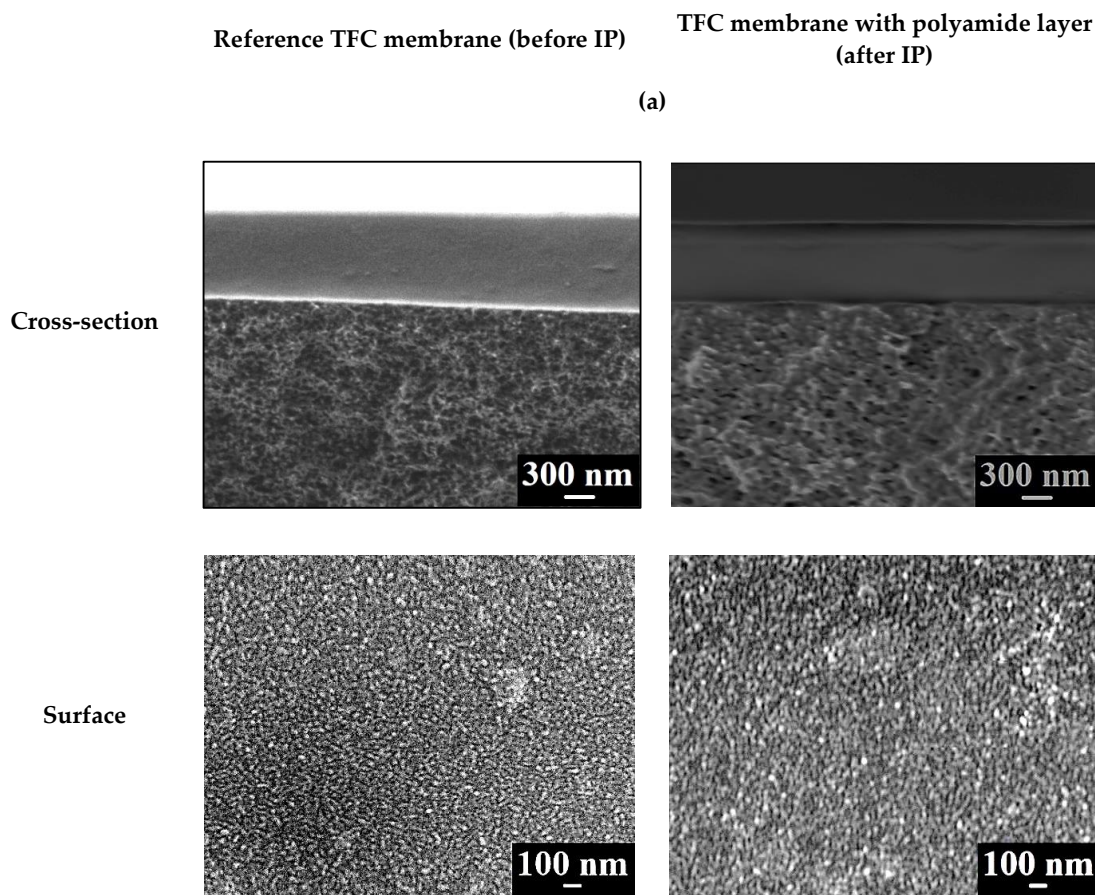 Reference TFC membrane (before IP)
TFC membrane with polyamide layer
(after IP)
(a)
Cross-section
300 nm
300 nm
Surface
100 nm
100 nm